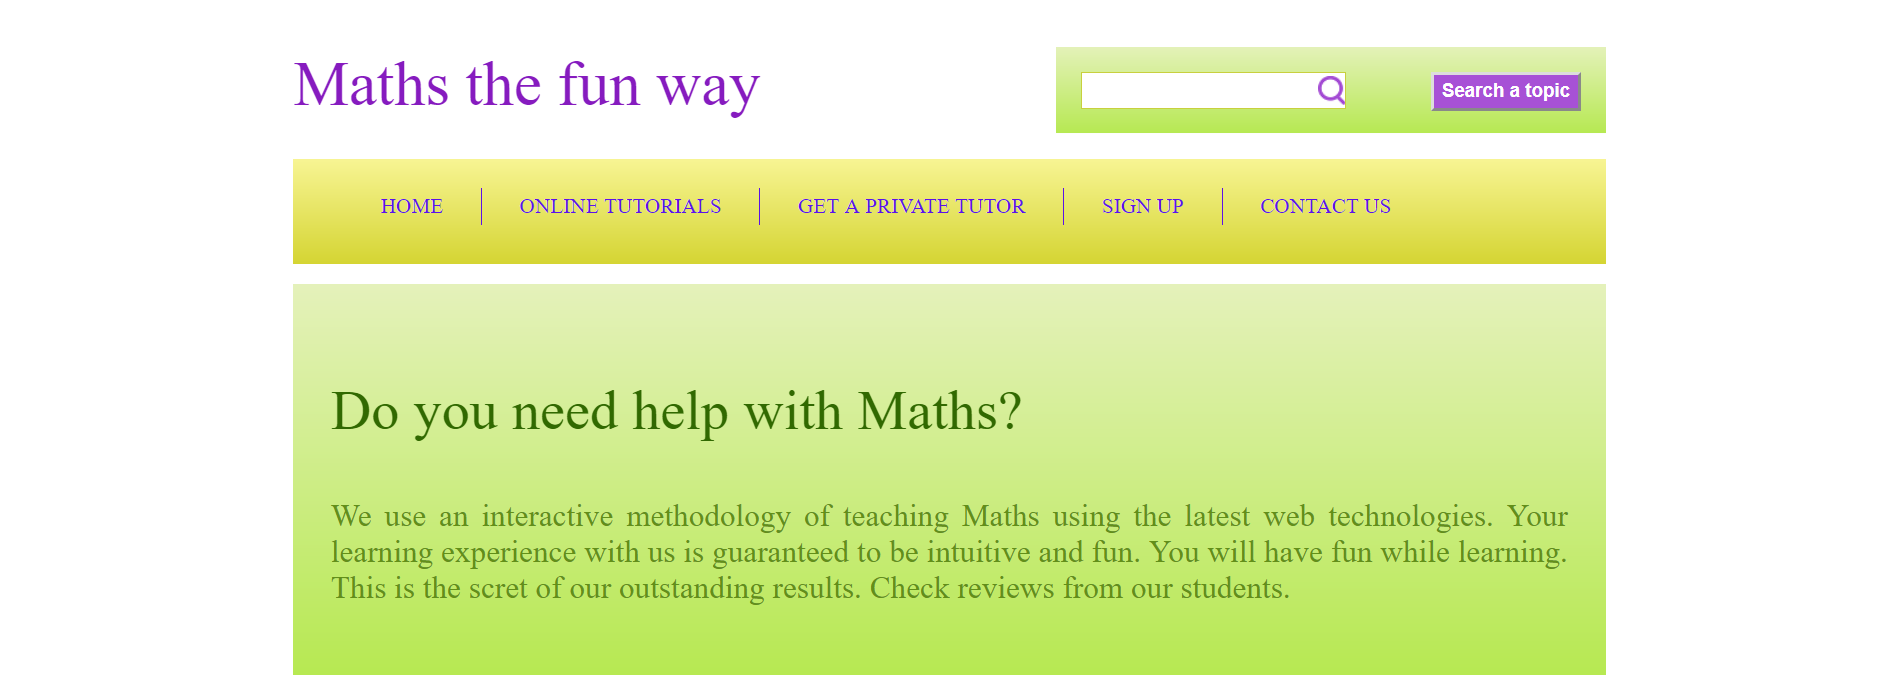 Maths the fun way
Search a topic
HOME
ONLINE TUTORIALS
GET A PRIVATE TUTOR
SIGN UP
CONTACT US
Do you need help with Maths?
We use an interactive methodology of teaching Maths using the latest web technologies. Your
learning experience with us is guaranteed to be intuitive and fun. You will have fun while learning.
This is the scret of our outstanding results. Check reviews from our students.